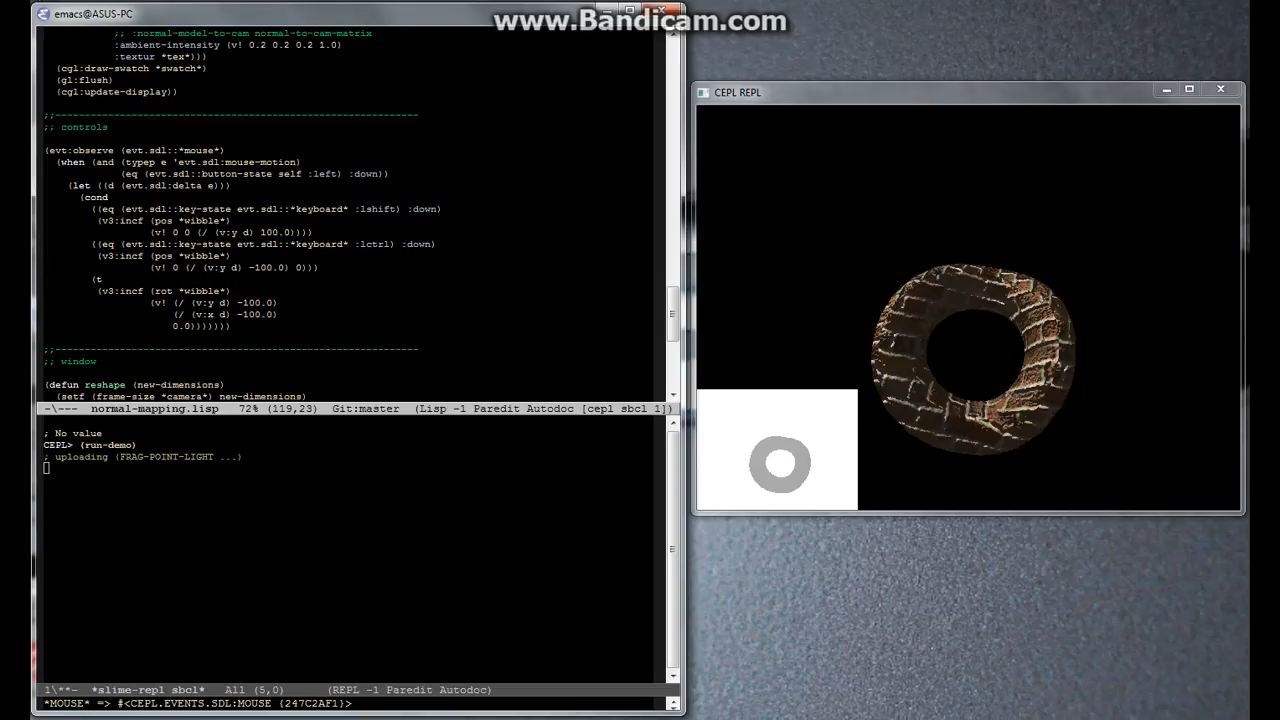 emacs@ASUS-PC
www.Bandicam.com
;; :normal-model-to-cam normal-to-cam-matrix
:ambient-intensity (v! 0.2 0.2 0.2 1.0)
:textur *tex*)))
(cgl:draw-swatch *swatch*)
(gl:flush)
(cgl:update-display))
;;--------------------------------------------------------------
;; controls
(evt:observe (evt.sdl::*mouse*)
(when (and (typep e 'evt.sdl:mouse-motion)
(eq (evt.sdl::button-state self :left) :down))
(let ((d (evt.sdl:delta e)))
(cond
((eq (evt.sdl::key-state evt.sdl::*keyboard* :lshift) :down)
(v3:incf (pos *wibble*)
(v! 0 0 (/ (v:y d) 100.0))))
((eq (evt.sdl::key-state evt.sdl::*keyboard* :lctrl) :down)
(v3:incf (pos *wibble*)
(v! 0 (/ (v:y d) -100.0) 0)))
(t
(v3:incf (rot *wibble*)
(v! (/ (v:y d) -100.0)
(/ (v:x d) -100.0)
0.0)))))))
;;--------------------------------------------------------------
;; window
(defun reshape (new-dimensions)
(setf (frame-size *camera*) new-dimensions)
-\--- normal-mapping.lisp 72% (119,23) Git:master (Lisp -1 Paredit Autodoc [cepl sbcl 1])
; No value
CEPL> (run-demo)
; uploading (FRAG-POINT-LIGHT ...)
1\**- *slime-repl sbcl* All (5,0) (REPL -1 Paredit Autodoc)
*MOUSE* => #<CEPL.EVENTS.SDL:MOUSE {247C2AF1}>
CEPL REPL